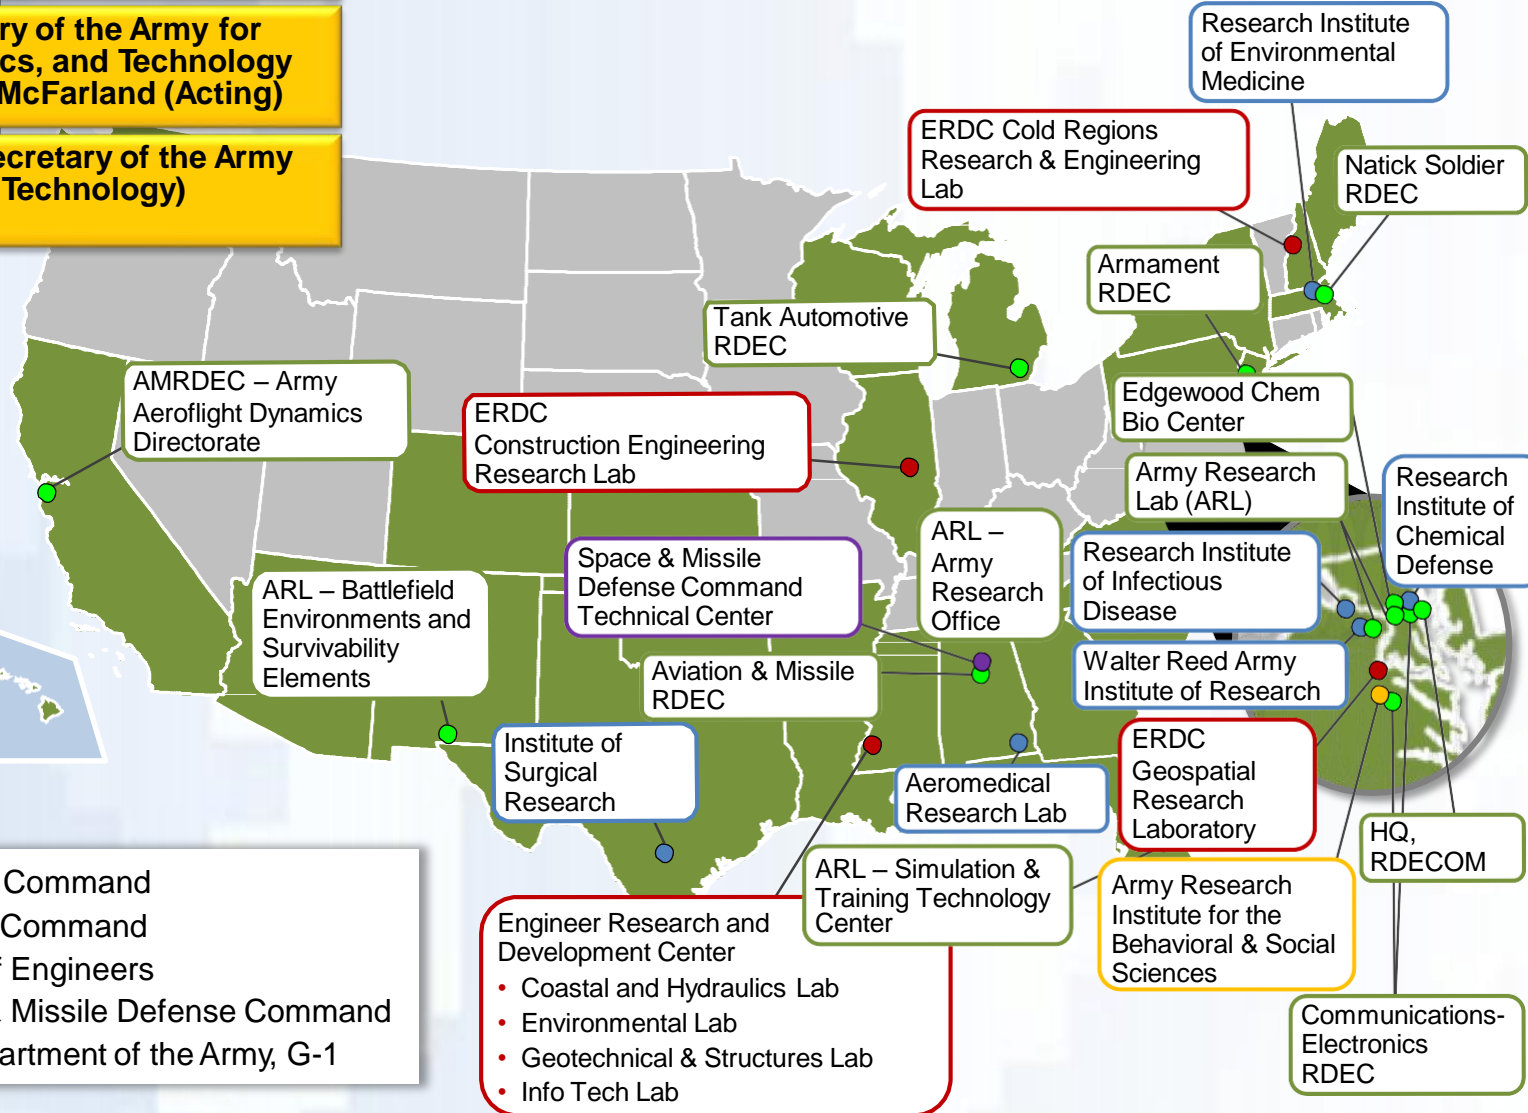 ry of the Army for
cs, and Technology
McFarland (Acting)
ecretary of the Army
Technology)
Research Institute
of Environmental
Medicine
ERDC Cold Regions
Research & Engineering
Lab
Natick Soldier
RDEC
Armament
RDEC
Tank Automotive
RDEC
AMRDEC – Army
Aeroflight Dynamics
Directorate
ERDC
Construction Engineering
Research Lab
Edgewood Chem
Bio Center
Army Research
Lab (ARL)
Research
Institute of
Chemical
Defense
ARL –
Army
Research
Office
Space & Missile
Defense Command
Technical Center
Research Institute
of Infectious
Disease
ARL – Battlefield
Environments and
Survivability
Elements
Aviation & Missile
RDEC
Walter Reed Army
Institute of Research
Institute of
Surgical
Research
Aeromedical
Research Lab
ERDC
Geospatial
Research
Laboratory
HQ,
RDECOM
ARL – Simulation &
Training Technology
Center
Army Research
Institute for the
Behavioral & Social
Sciences
Engineer Research and
Development Center
• Coastal and Hydraulics Lab
• Environmental Lab
• Geotechnical & Structures Lab
• Info Tech Lab
Communications-
Electronics
RDEC
Command
Command
Engineers
Missile Defense Command
artment of the Army, G-1